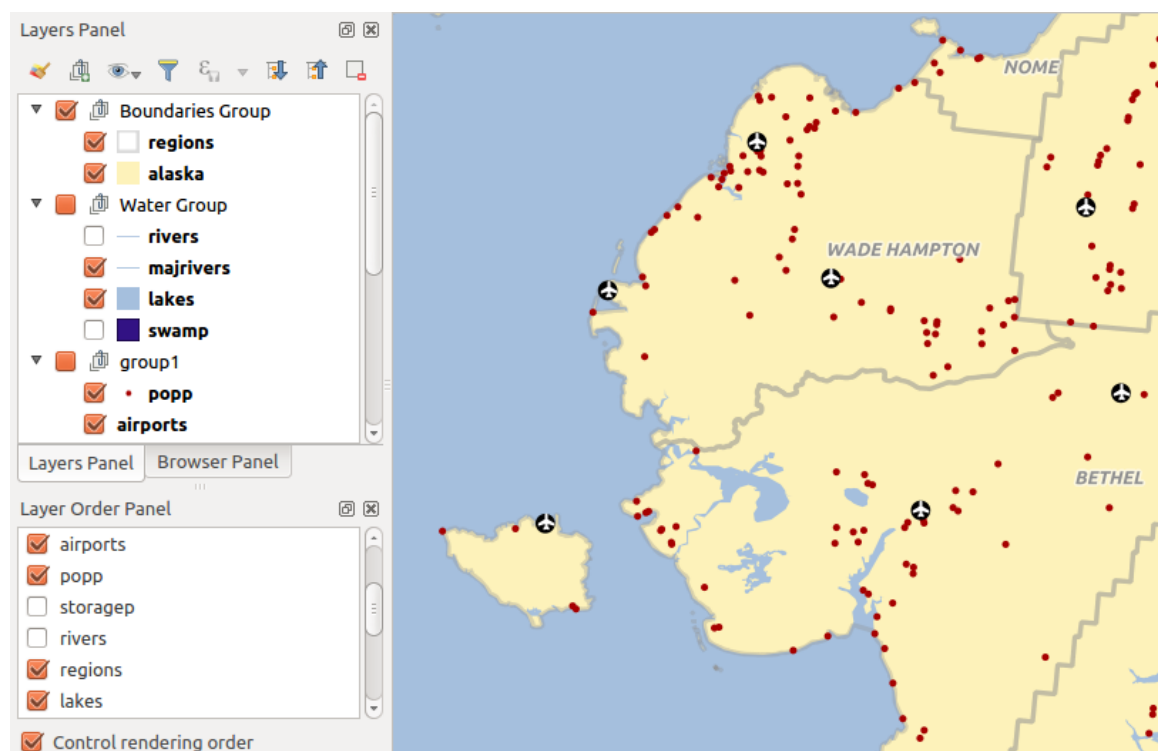 Layers Panel
Boundaries Group
regions
alaska
Water Group
rivers
majrivers
lakes
swamp
group1
popp
airports
Layers Panel
Browser Panel
Layer Order Panel
airports
popp
storagep
rivers
regions
lakes
Control rendering order
NOME
WADE HAMPTON
BETHEL